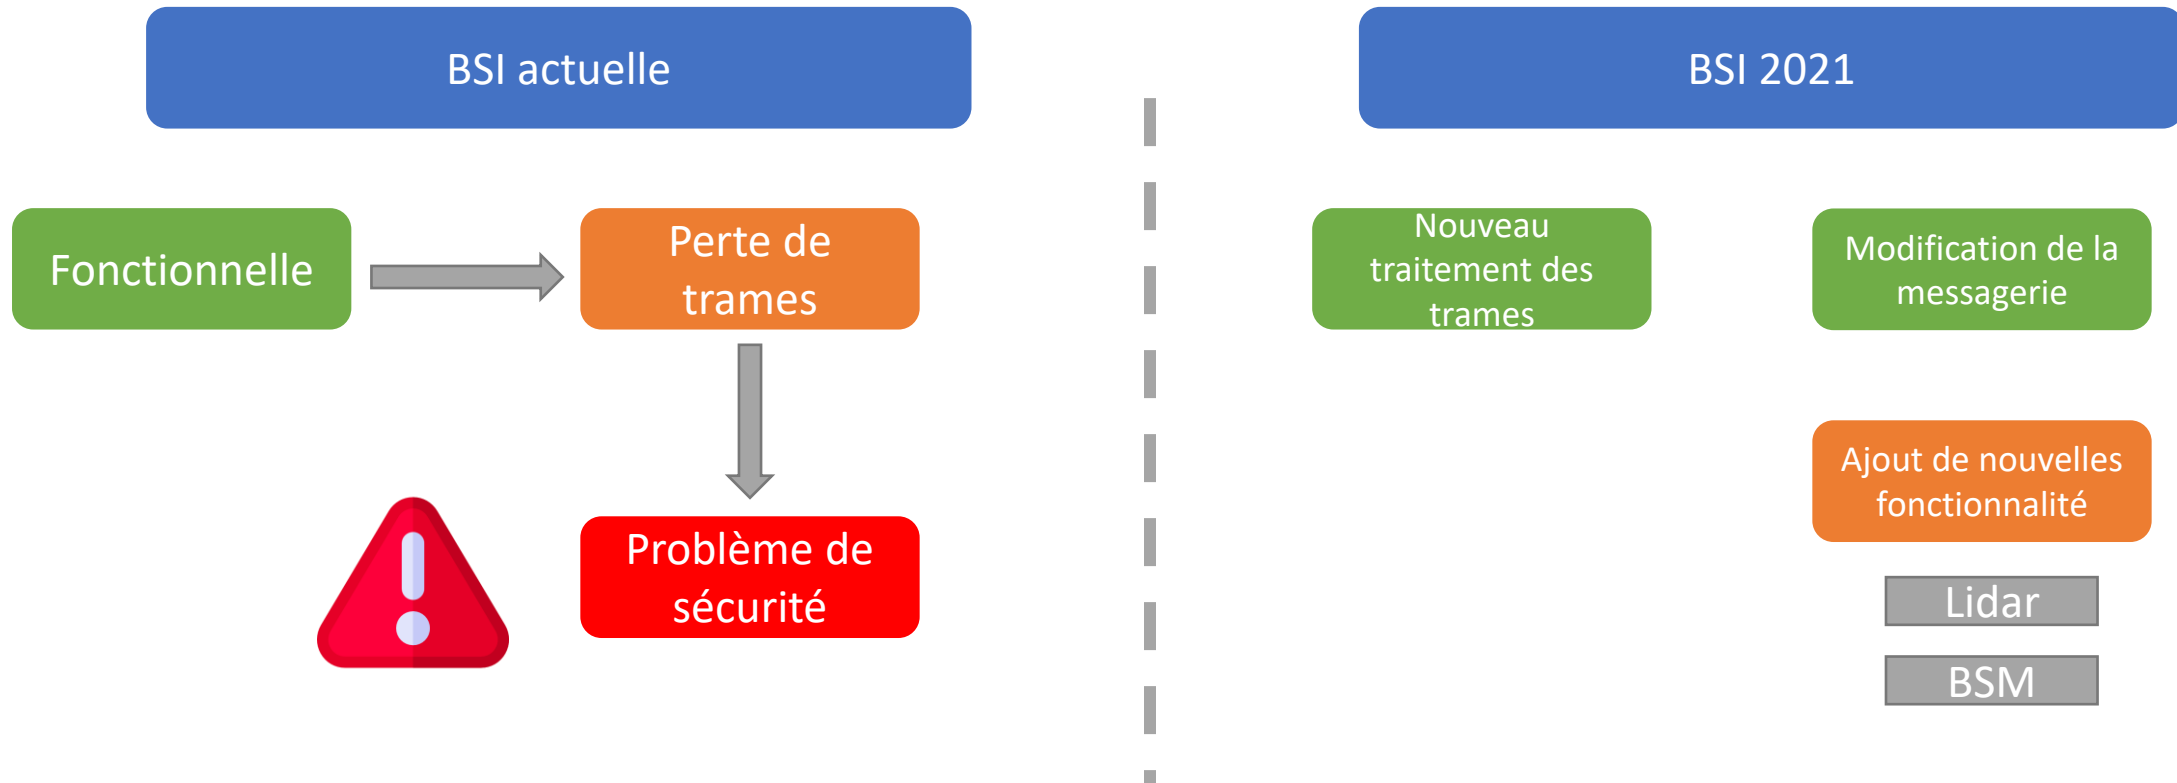 BSI actuelle
Fonctionnelle
Perte de
trames
Problème de
sécurité
BSI 2021
Nouveau
traitement des
trames
Modification de la
messagerie
Ajout de nouvelles
fonctionnalité
Lidar
BSM